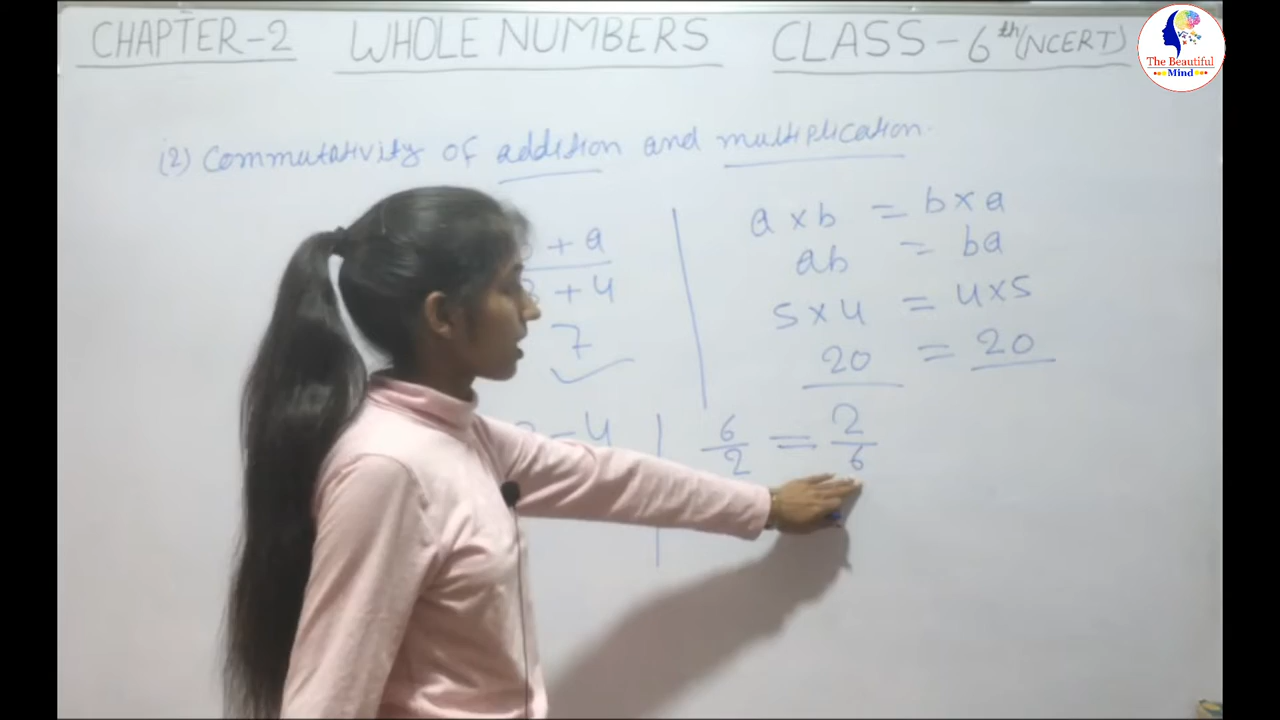 CHAPTER-2 WHOLE NUMBERS CLASS - 6th (NCERT)
The Beautiful
Mind
(2) Commutativity of addition and multiplication.
+ a
+ 4
7
- 4
a × b = b × a
ab = ba
5 × 4 = 4 × 5
20 = 20
6/2 = 2/6